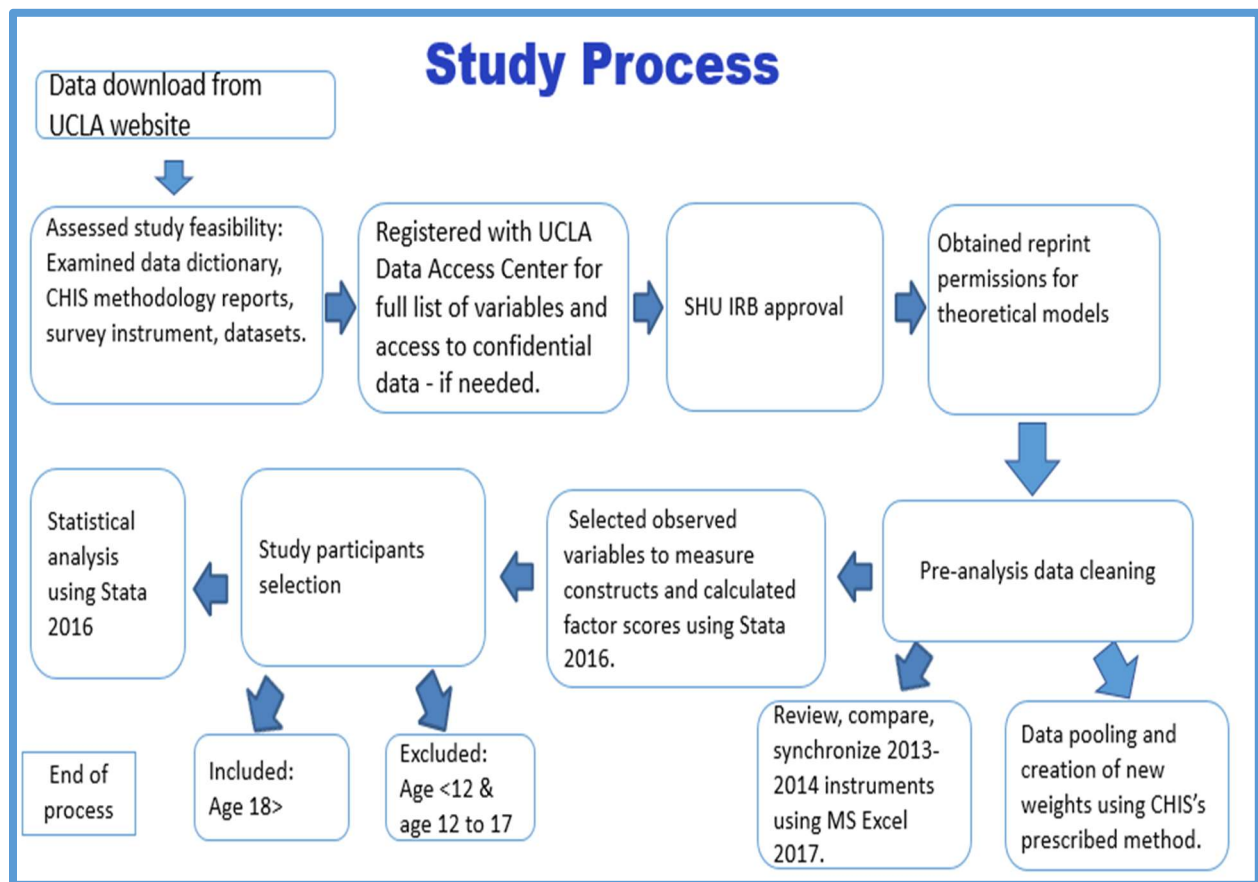 Study Process
Data download from
UCLA website
Assessed study feasibility:
Examined data dictionary,
CHIS methodology reports,
survey instrument, datasets.
Registered with UCLA
Data Access Center for
full list of variables and
access to confidential
data - if needed.
SHU IRB approval
Obtained reprint
permissions for
theoretical models
Pre-analysis data cleaning
Review, compare,
synchronize 2013-
2014 instruments
using MS Excel
2017.
Data pooling and
creation of new
weights using CHIS's
prescribed method.
Selected observed
variables to measure
constructs and calculated
factor scores using Stata
2016.
Study participants
selection
Included:
Age 18>
Excluded:
Age <12 &
age 12 to 17
Statistical
analysis
using Stata
2016
End of
process